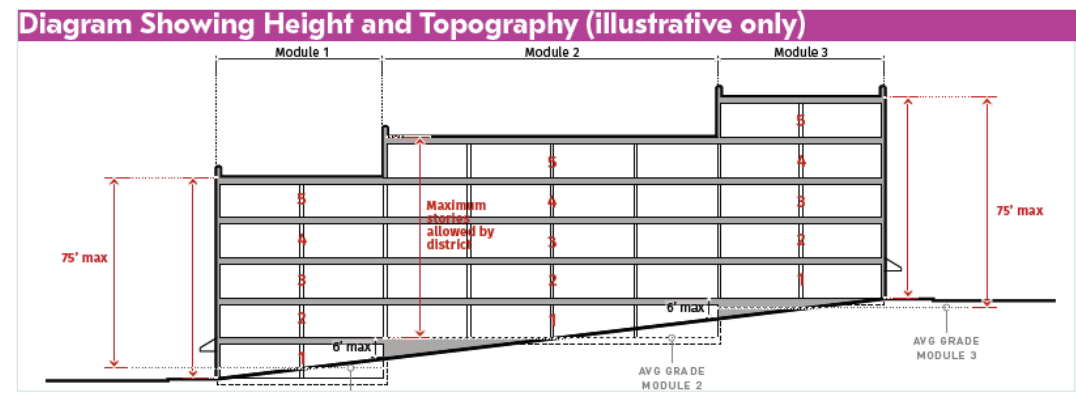 Diagram Showing Height and Topography (illustrative only)
Module 1
Module 2
Module 3
5
5
4
5
4
3
2
1
5
4
3
2
1
4
3
2
1
Maximum
stories
allowed by
district
75' max
75' max
6' max
6' max
AVG GRADE
MODULE 2
AVG GRADE
MODULE 3